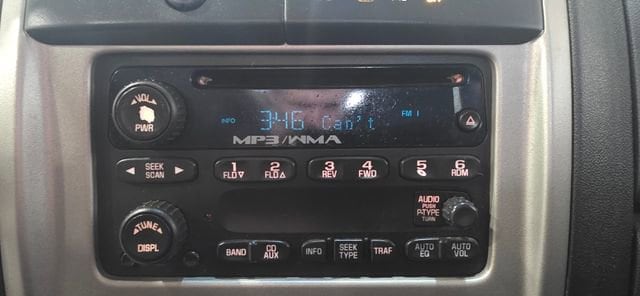 VOL
PWR
INFO 3:46 Can't FM 1
MP3/WMA
SEEK
SCAN
1 2 3 4 5 6
FLD▽ FLD△ REV FWD RDM
AUDIO
PUSH
P-TYPE
TURN
TUNE
DISPL
BAND CD AUX INFO SEEK TYPE TRAF AUTO EQ AUTO VOL